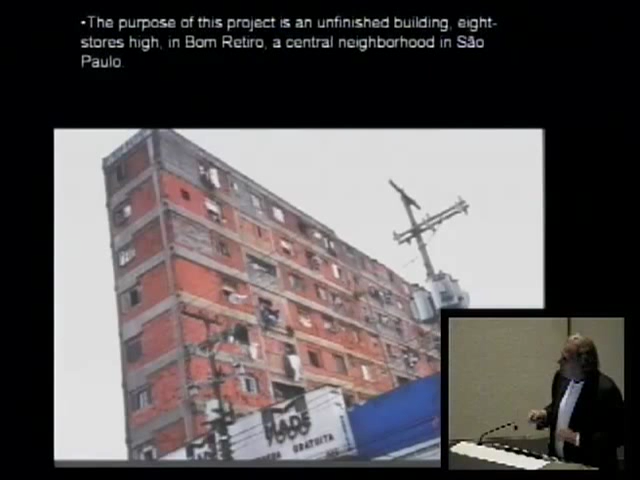 •The purpose of this project is an unfinished building, eight-
stores high, in Bom Retiro, a central neighborhood in São
Paulo.
GRATUITA